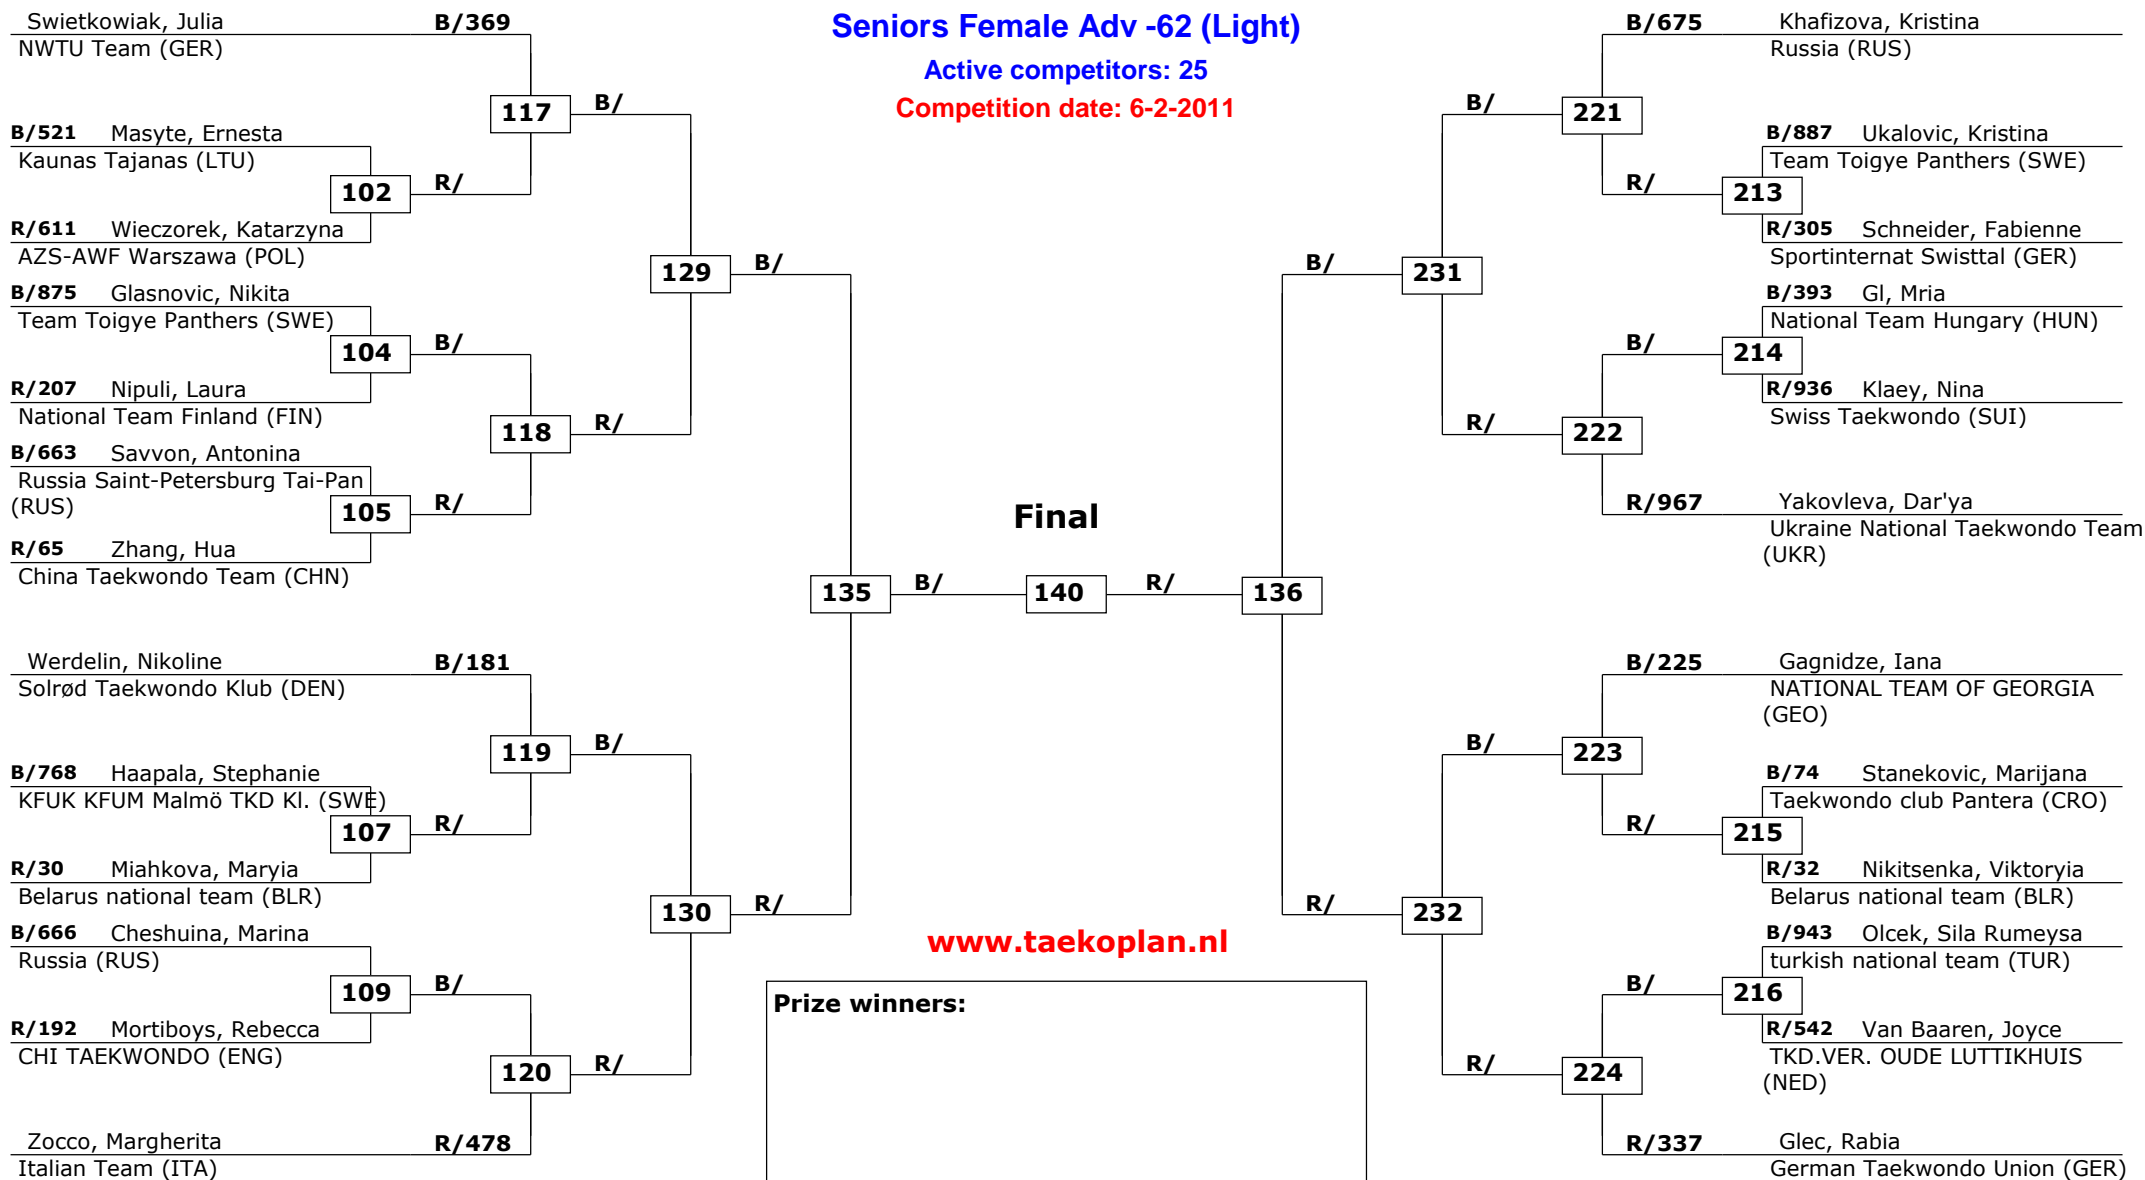 Seniors Female Adv -62 (Light)
Active competitors: 25
Competition date: 6-2-2011
Swietkowiak, Julia B/369
NWTU Team (GER)
117 B/
B/521 Masyte, Ernesta
Kaunas Tajanas (LTU)
102 R/
R/611 Wieczorek, Katarzyna
AZS-AWF Warszawa (POL)
129 B/
B/875 Glasnovic, Nikita
Team Toigye Panthers (SWE)
104 B/
R/207 Nipuli, Laura
National Team Finland (FIN)
118 R/
B/663 Savvon, Antonina
Russia Saint-Petersburg Tai-Pan
(RUS)
105 R/
R/65 Zhang, Hua
China Taekwondo Team (CHN)
135 B/
Werdelin, Nikoline B/181
Solrød Taekwondo Klub (DEN)
119 B/
B/768 Haapala, Stephanie
KFUK KFUM Malmö TKD Kl. (SWE)
107 R/
R/30 Miahkova, Maryia
Belarus national team (BLR)
130 R/
B/666 Cheshuina, Marina
Russia (RUS)
109 B/
R/192 Mortiboys, Rebecca
CHI TAEKWONDO (ENG)
120 R/
Zocco, Margherita R/478
Italian Team (ITA)
Final
140
R/ 136
B/675 Khafizova, Kristina
Russia (RUS)
B/ 221
B/887 Ukalovic, Kristina
Team Toigye Panthers (SWE)
R/ 213
R/305 Schneider, Fabienne
Sportinternat Swisttal (GER)
B/ 231
B/393 Gl, Mria
National Team Hungary (HUN)
B/ 214
R/936 Klaey, Nina
Swiss Taekwondo (SUI)
R/ 222
R/967 Yakovleva, Dar'ya
Ukraine National Taekwondo Team
(UKR)
B/225 Gagnidze, Iana
NATIONAL TEAM OF GEORGIA
(GEO)
B/ 223
B/74 Stanekovic, Marijana
Taekwondo club Pantera (CRO)
R/ 215
R/32 Nikitsenka, Viktoryia
Belarus national team (BLR)
R/ 232
B/943 Olcek, Sila Rumeysa
turkish national team (TUR)
B/ 216
R/542 Van Baaren, Joyce
TKD.VER. OUDE LUTTIKHUIS
(NED)
R/ 224
R/337 Glec, Rabia
German Taekwondo Union (GER)
www.taekoplan.nl
Prize winners: